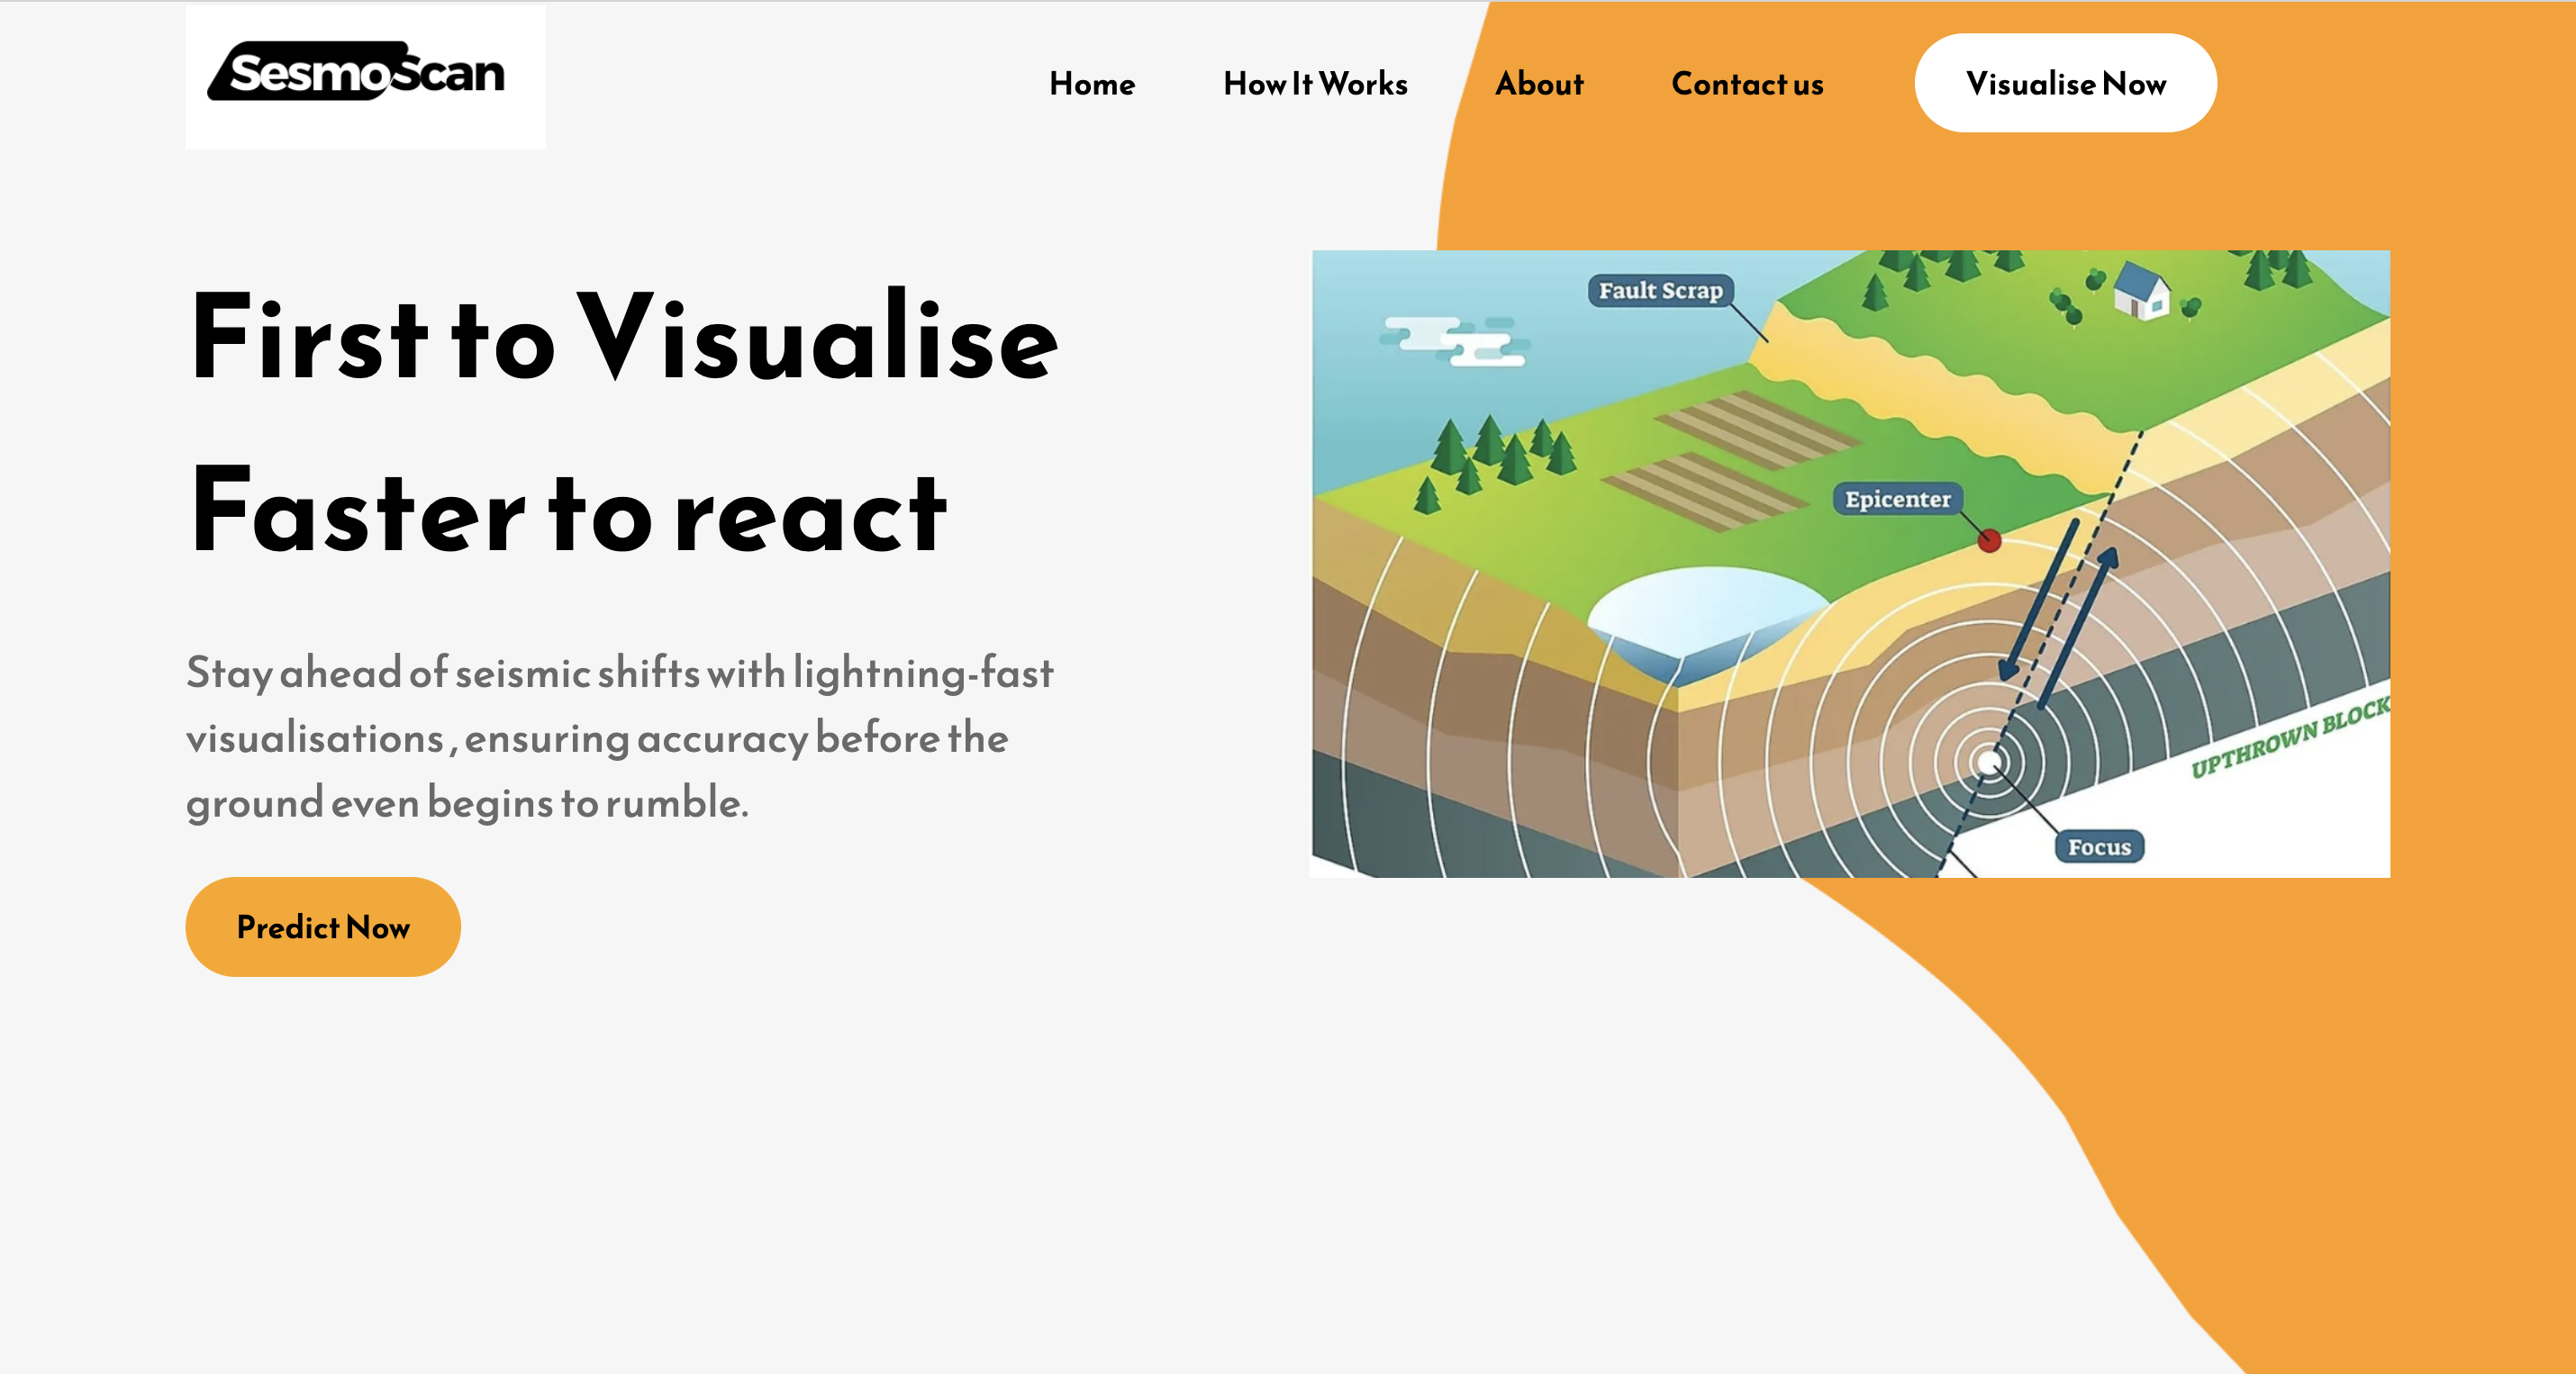 SesmoScan
Home How It Works About Contact us Visualise Now
First to Visualise
Faster to react
Stay ahead of seismic shifts with lightning-fast
visualisations , ensuring accuracy before the
ground even begins to rumble.
Predict Now
Fault Scrap
Epicenter
UPTHROWN BLOCK
Focus